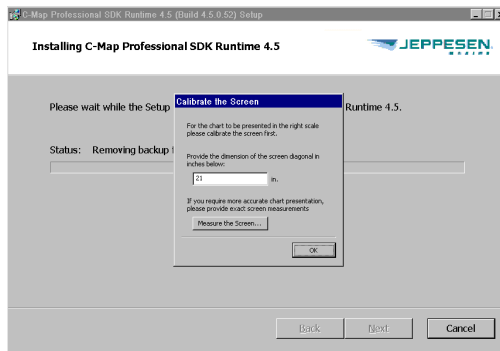 C-Map Professional SDK Runtime 4.5 (Build 4.5.0.52) Setup
Installing C-Map Professional SDK Runtime 4.5
JEPPESEN
MARINE
Please wait while the Setup
Runtime 4.5.
Status: Removing backup
Calibrate the Screen
For the chart to be presented in the right scale
please calibrate the screen first.
Provide the dimension of the screen diagonal in
inches below:
21 in.
If you require more accurate chart presentation,
please provide exact screen measurements
Measure the Screen...
OK
Back Next Cancel